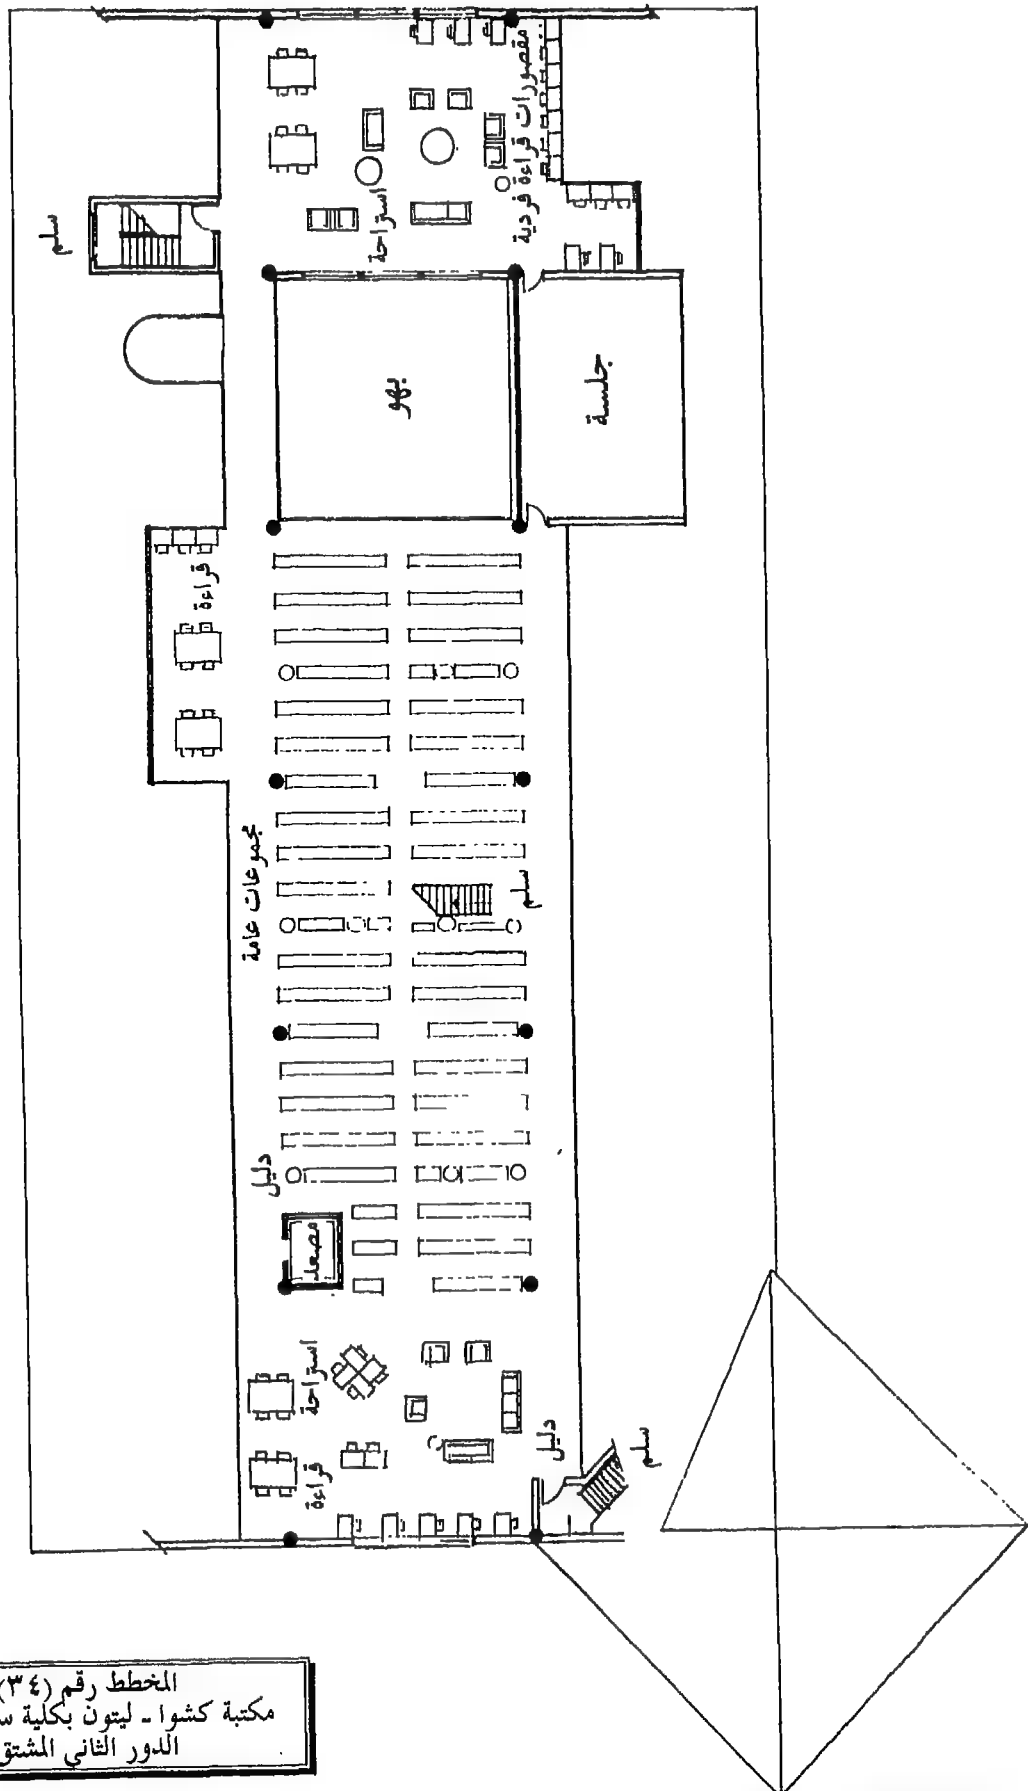 سلم
مقصورات قراءة فردية
استراحة
بهو
جلسة
قراءة
مجموعات عامة
سلم
دليل
مصعد
استراحة
قراءة
دليل
سلم
المخطط رقم (٣٤)
مكتبة كشوا - ليتون بكلية
الدور الثاني المشتق